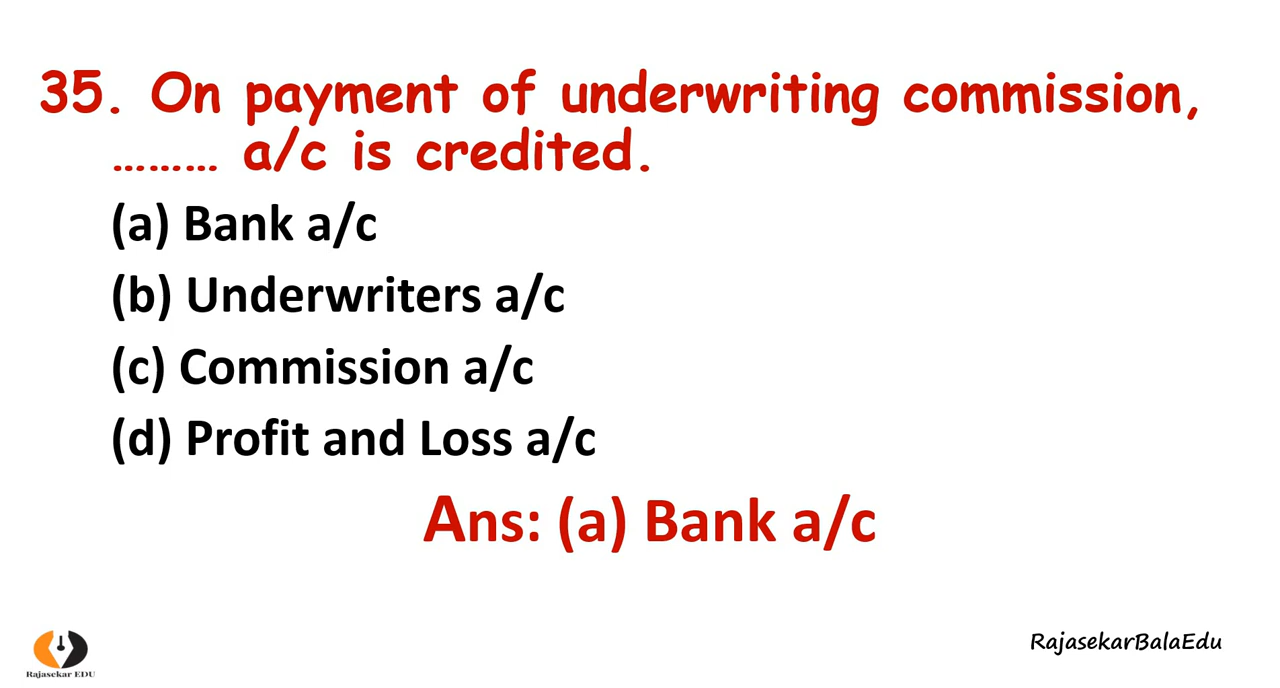 35. On payment of underwriting commission,
……… a/c is credited.
(a) Bank a/c
(b) Underwriters a/c
(c) Commission a/c
(d) Profit and Loss a/c
Ans: (a) Bank a/c
Rajasekar EDU
RajasekarBalaEdu